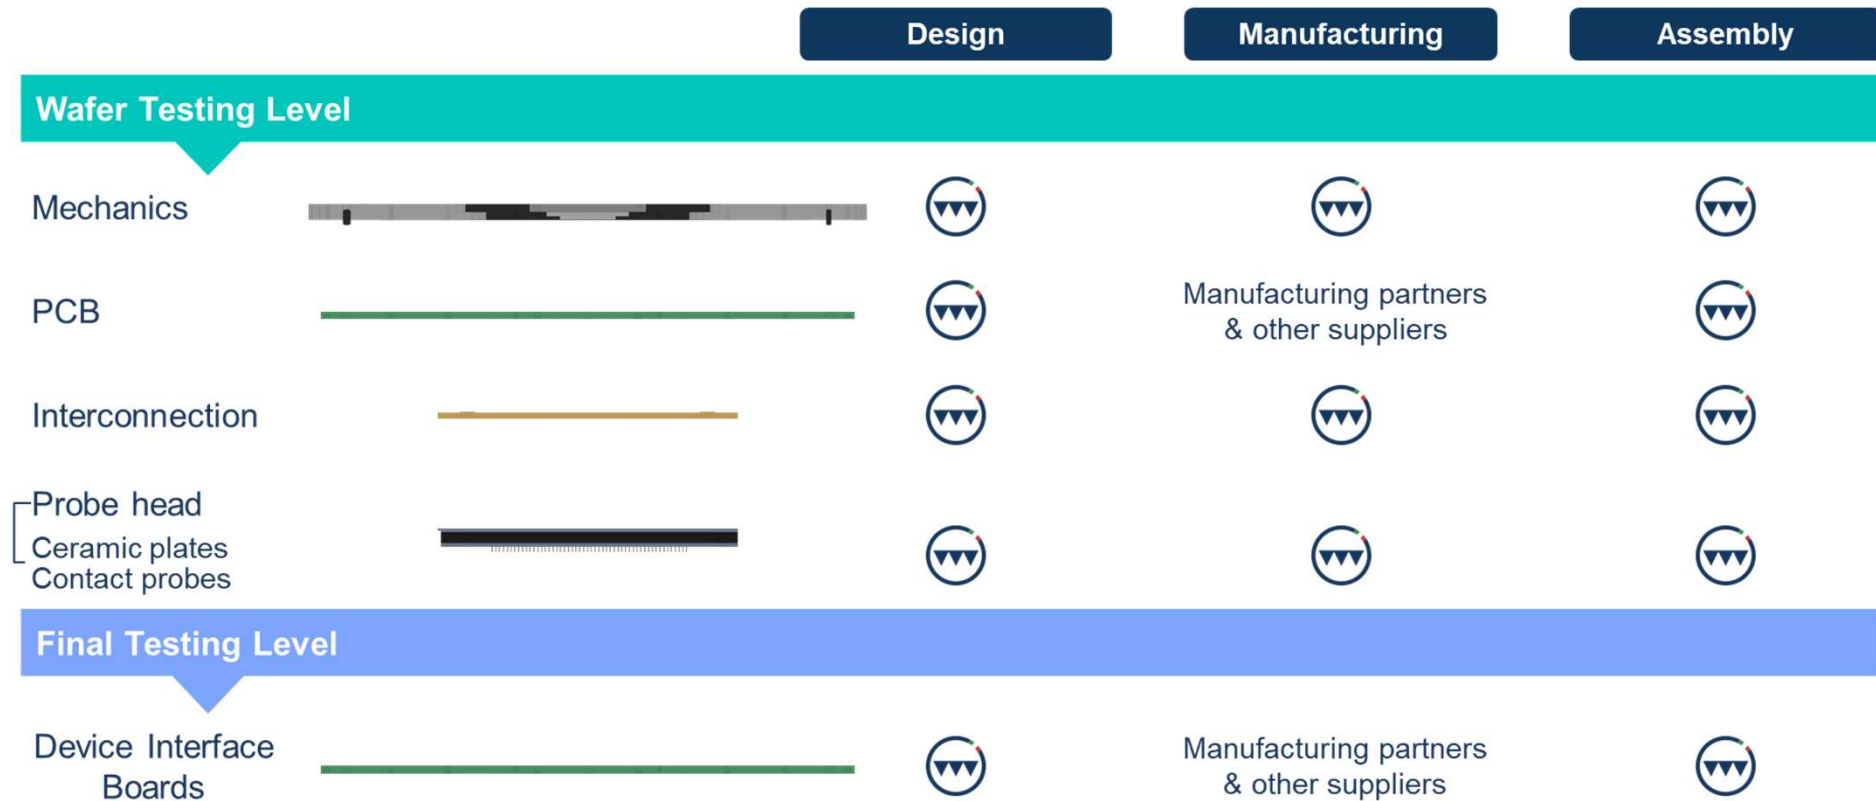 Design
Manufacturing
Assembly
Wafer Testing Level
Mechanics
PCB
Manufacturing partners
& other suppliers
Interconnection
Probe head
Ceramic plates
Contact probes
Final Testing Level
Device Interface
Boards
Manufacturing partners
& other suppliers